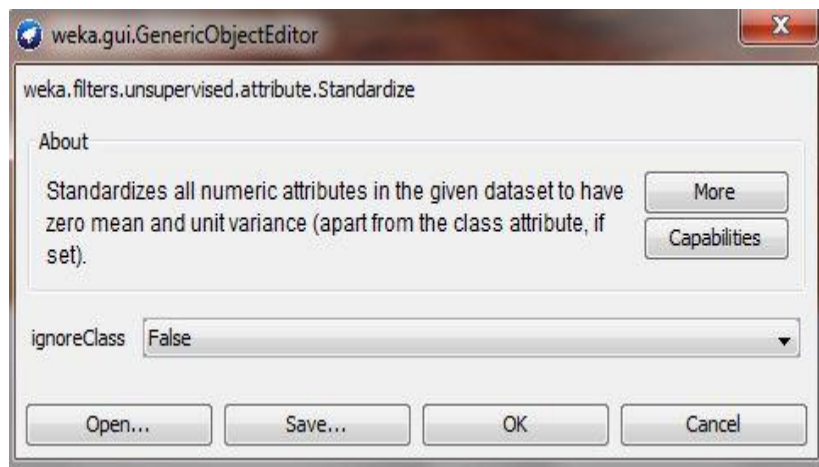 weka.gui.GenericObjectEditor
x
weka.filters.unsupervised.attribute.Standardize
About
Standardizes all numeric attributes in the given dataset to have
zero mean and unit variance (apart from the class attribute, if
set).
More
Capabilities
ignoreClass False
Open... Save... OK Cancel